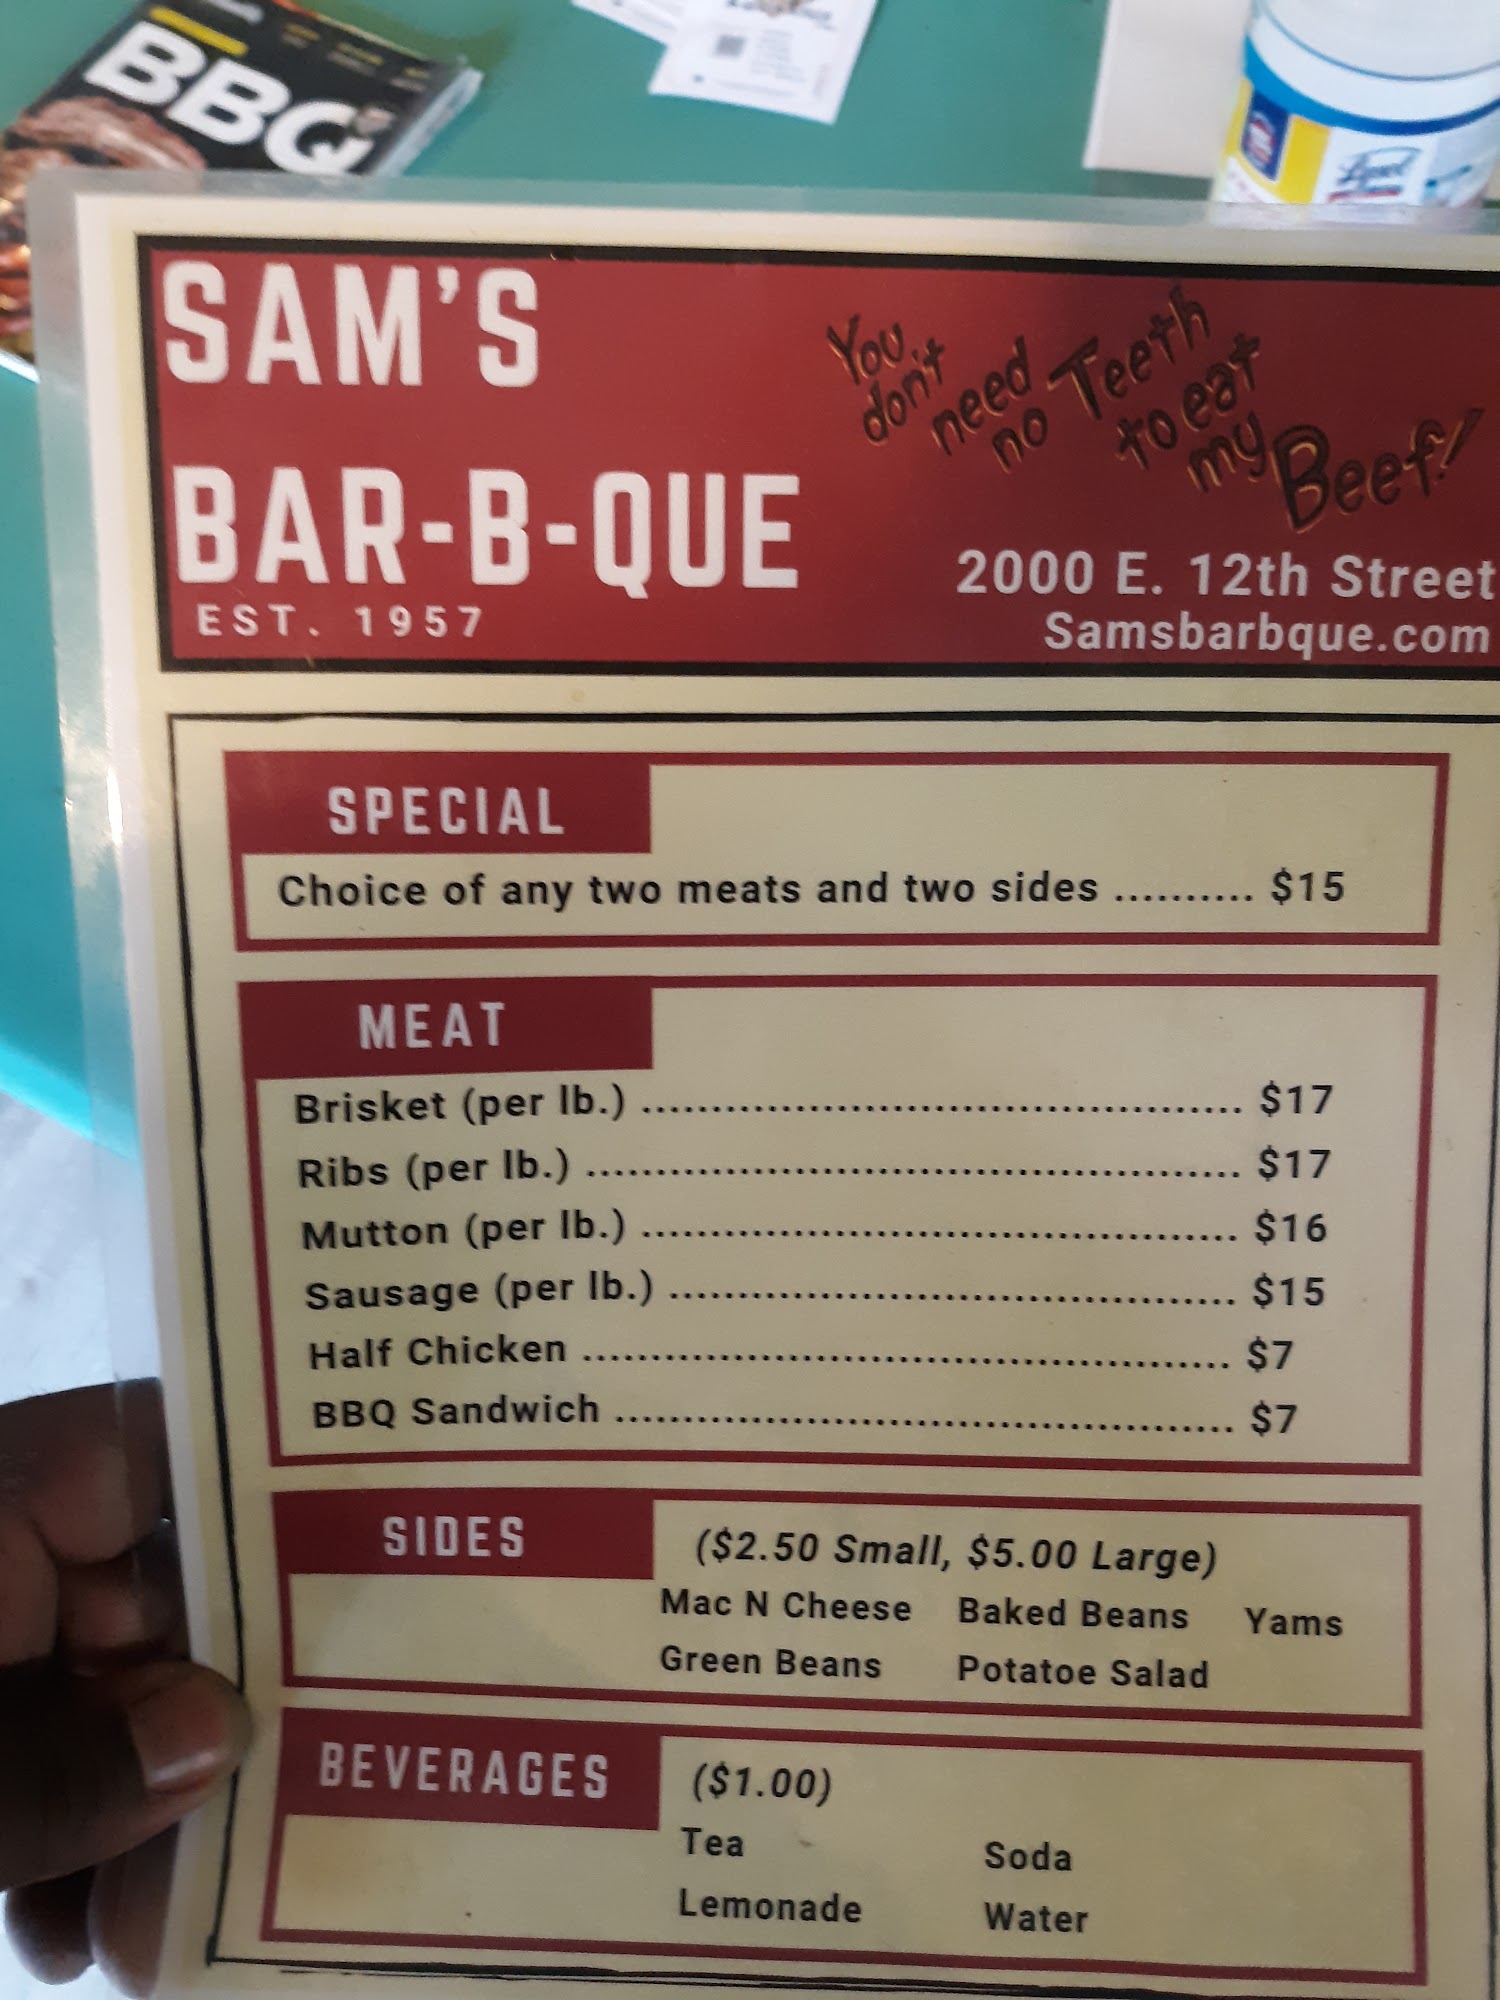 BBQ
Lysol
SAM'S
BAR-B-QUE
EST. 1957
You don't need no Teeth to eat my Beef!
2000 E. 12th Street
Samsbarbque.com
SPECIAL
Choice of any two meats and two sides .......... $15
MEAT
Brisket (per lb.) ............................................ $17
Ribs (per lb.) ................................................ $17
Mutton (per lb.) ............................................ $16
Sausage (per lb.) .......................................... $15
Half Chicken ................................................ $7
BBQ Sandwich .............................................. $7
SIDES ($2.50 Small, $5.00 Large)
Mac N Cheese Baked Beans Yams
Green Beans Potatoe Salad
BEVERAGES ($1.00)
Tea Soda
Lemonade Water